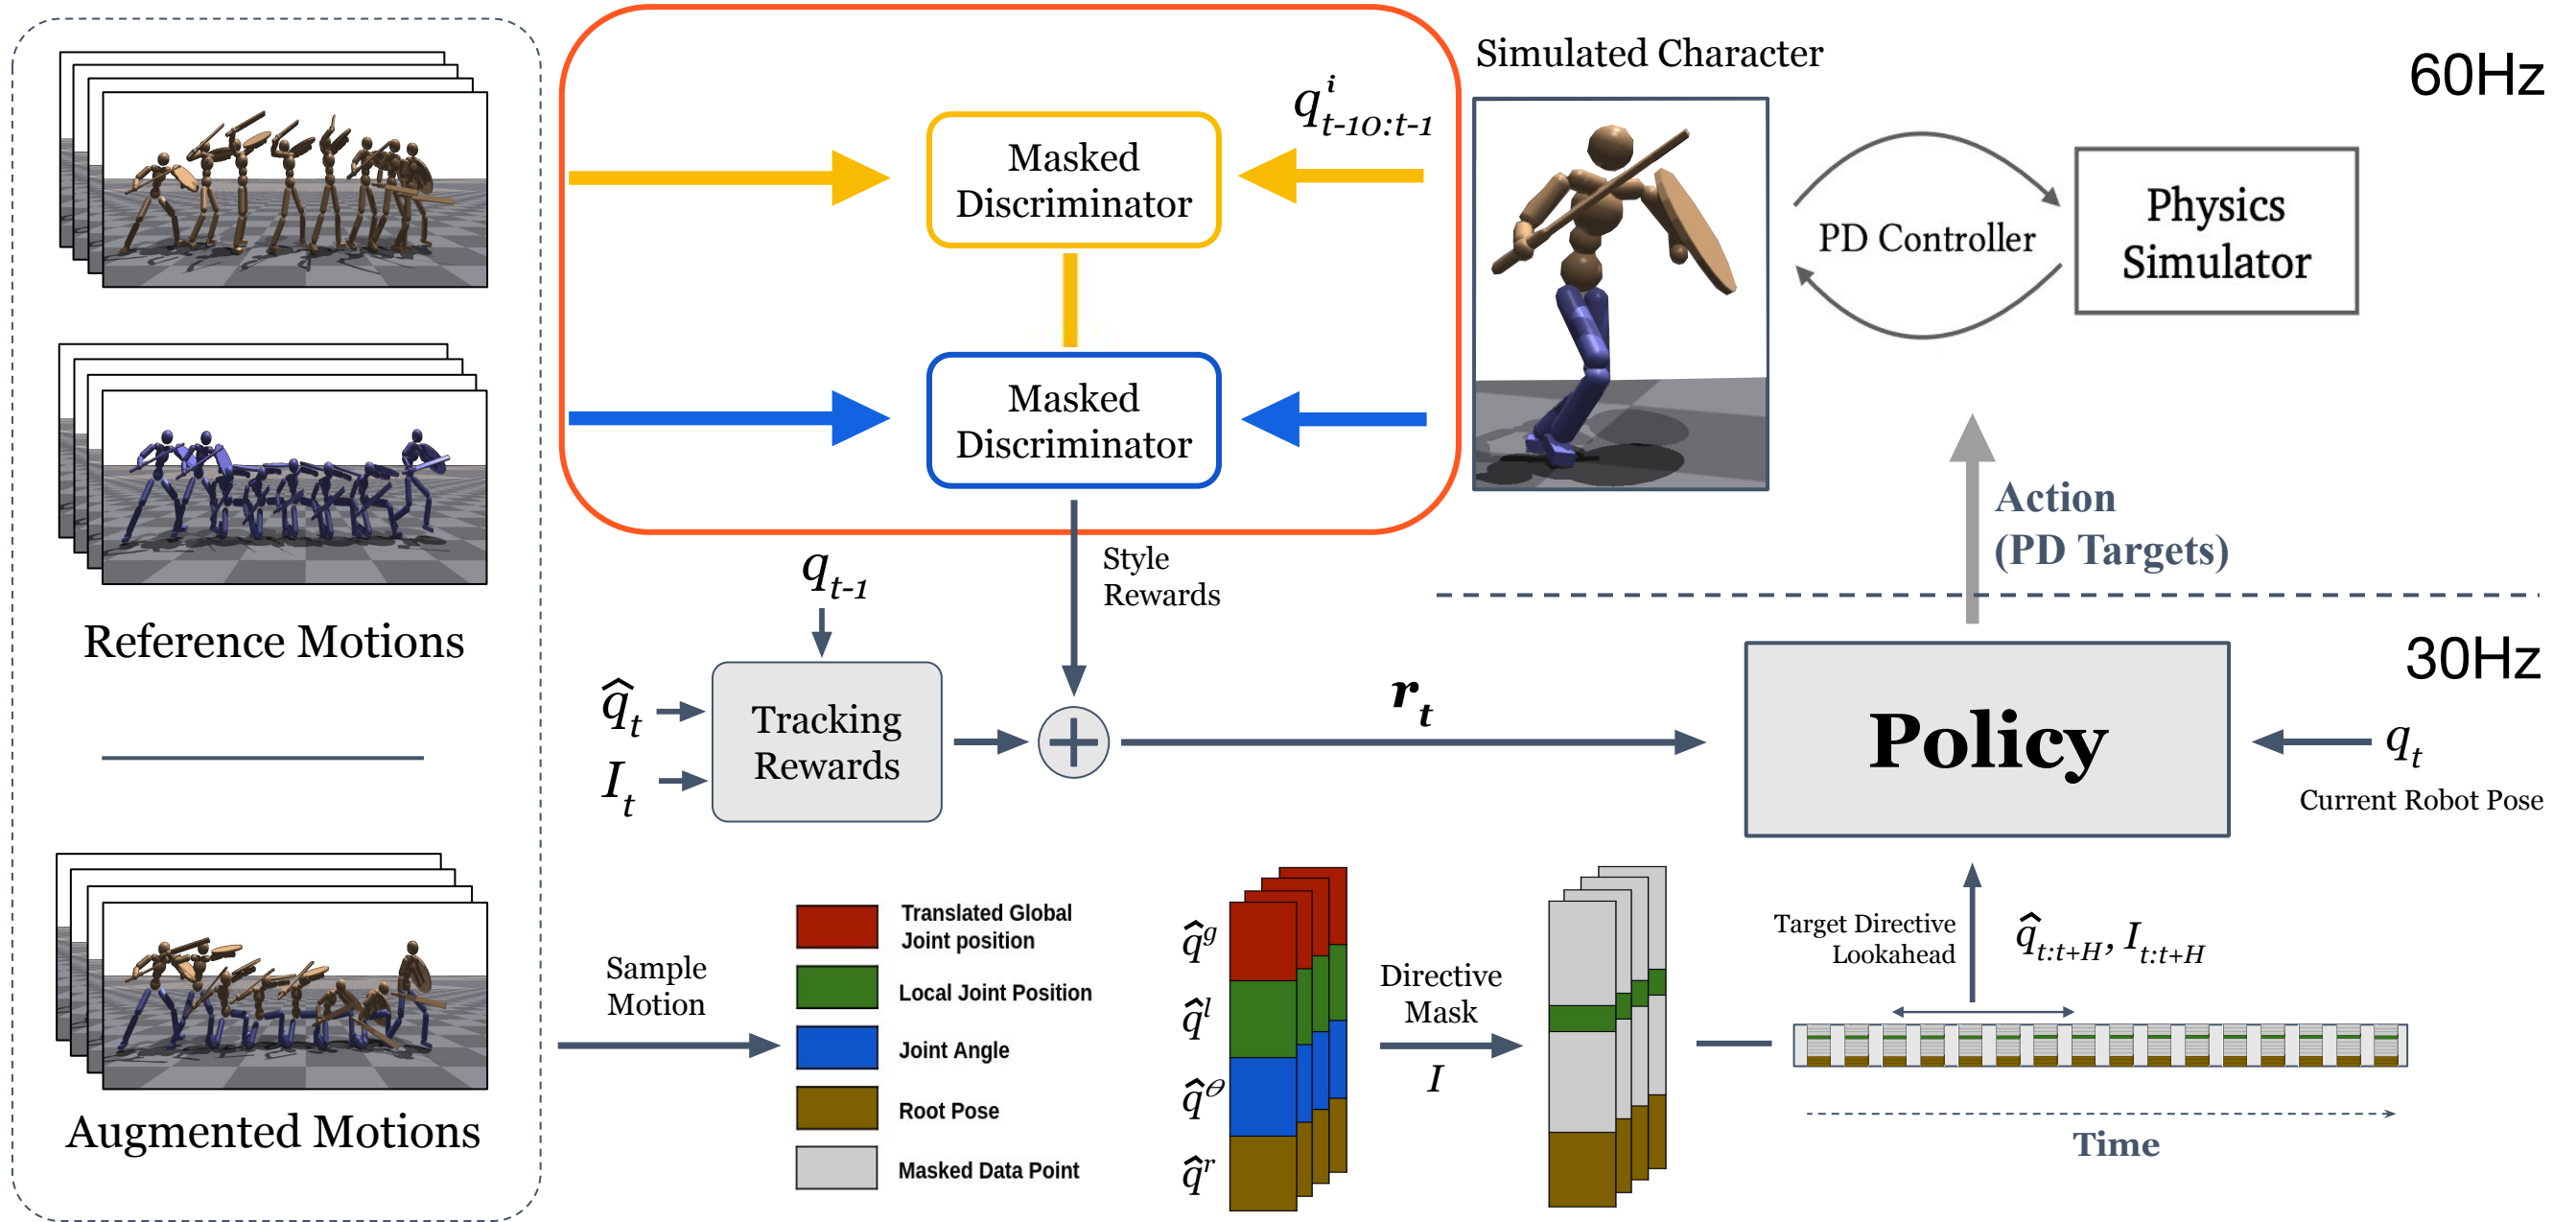 Reference Motions
Augmented Motions
Masked
Discriminator
q^i_{t-10:t-1}
Masked
Discriminator
Simulated Character
PD Controller
Physics
Simulator
60Hz
Action
(PD Targets)
30Hz
Style
Rewards
q_{t-1}
q̂_t
I_t
Tracking
Rewards
+
r_t
Policy
q_t
Current Robot Pose
Sample
Motion
Translated Global
Joint position
Local Joint Position
Joint Angle
Root Pose
Masked Data Point
q̂^g
q̂^l
q̂^θ
q̂^r
Directive
Mask
I
Target Directive
Lookahead
q̂_{t:t+H}, I_{t:t+H}
Time